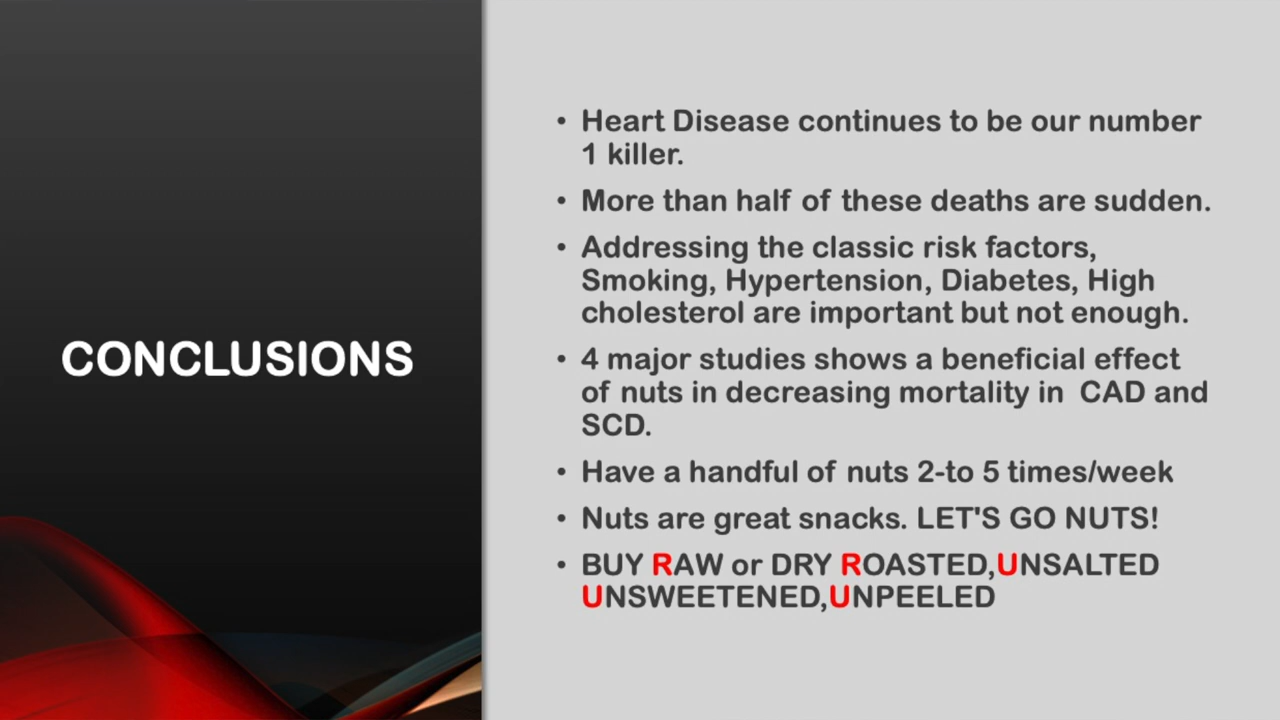 CONCLUSIONS
• Heart Disease continues to be our number
1 killer.
• More than half of these deaths are sudden.
• Addressing the classic risk factors,
Smoking, Hypertension, Diabetes, High
cholesterol are important but not enough.
• 4 major studies shows a beneficial effect
of nuts in decreasing mortality in CAD and
SCD.
• Have a handful of nuts 2-to 5 times/week
• Nuts are great snacks. LET'S GO NUTS!
• BUY RAW or DRY ROASTED,UNSALTED
UNSWEETENED,UNPEELED